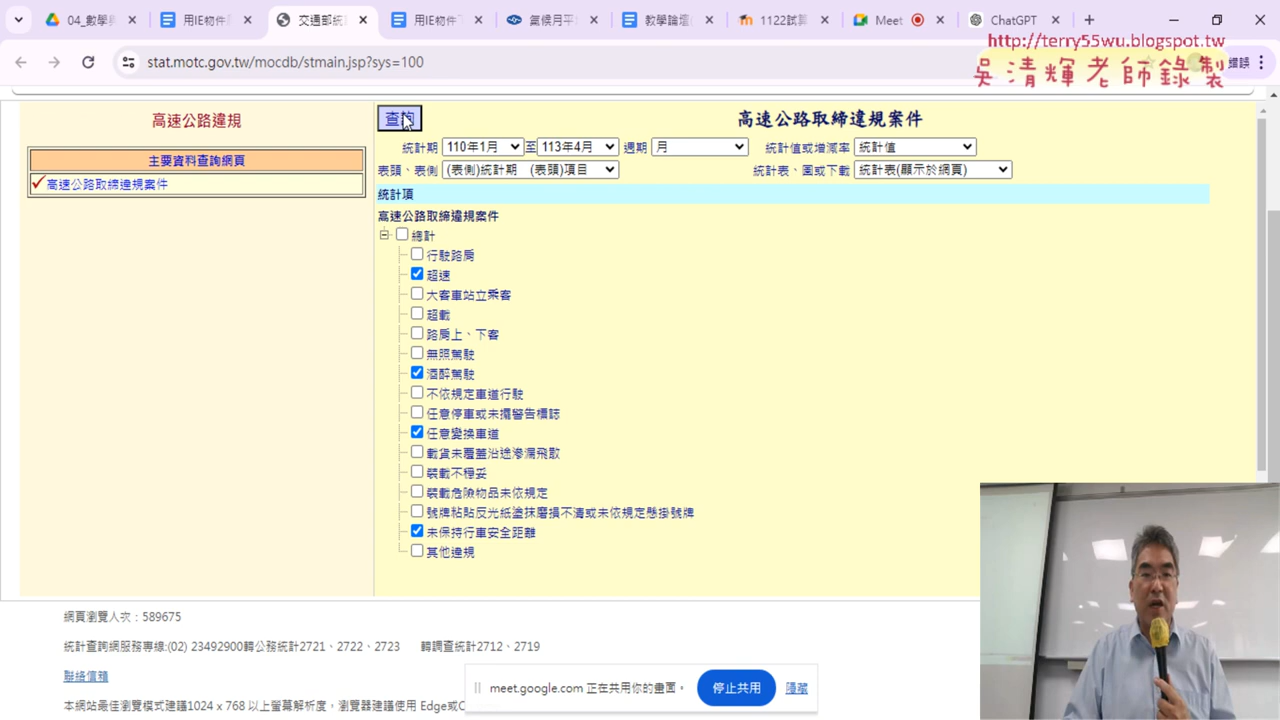 04_數學與
用IE物件
交通部統
用IE物件下
氣候月平
教學論壇(
1122試算
Meet
ChatGPT
http://terry55wu.blogspot.tw
stat.motc.gov.tw/mocdb/stmain.jsp?sys=100
吳清輝老師錄製
高速公路違規
主要資料查詢網頁
高速公路取締違規案件
查詢
高速公路取締違規案件
統計期 110年1月 至 113年4月 週期 月 統計值或增減率 統計值
表頭、表側 (表側)統計期 (表頭)項目 統計表、圖或下載 統計表(顯示於網頁)
統計項
高速公路取締違規案件
總計
行駛路肩
超速
大客車站立乘客
超載
路肩上、下客
無照駕駛
酒醉駕駛
不依規定車道行駛
任意停車或未擺警告標誌
任意變換車道
載貨未覆蓋沿途滲漏飛散
裝載不穩妥
裝載危險物品未依規定
號牌粘貼反光紙塗抹磨損不清或未依規定懸掛號牌
未保持行車安全距離
其他違規
網頁瀏覽人次：589675
統計查詢網服務專線:(02) 23492900轉公務統計2721、2722、2723 轉調查統計2712、2719
聯絡信箱
本網站最佳瀏覽模式建議1024 x 768 以上螢幕解析度，瀏覽器建議使用 Edge或C
meet.google.com 正在共用你的畫面。
停止共用
隱藏